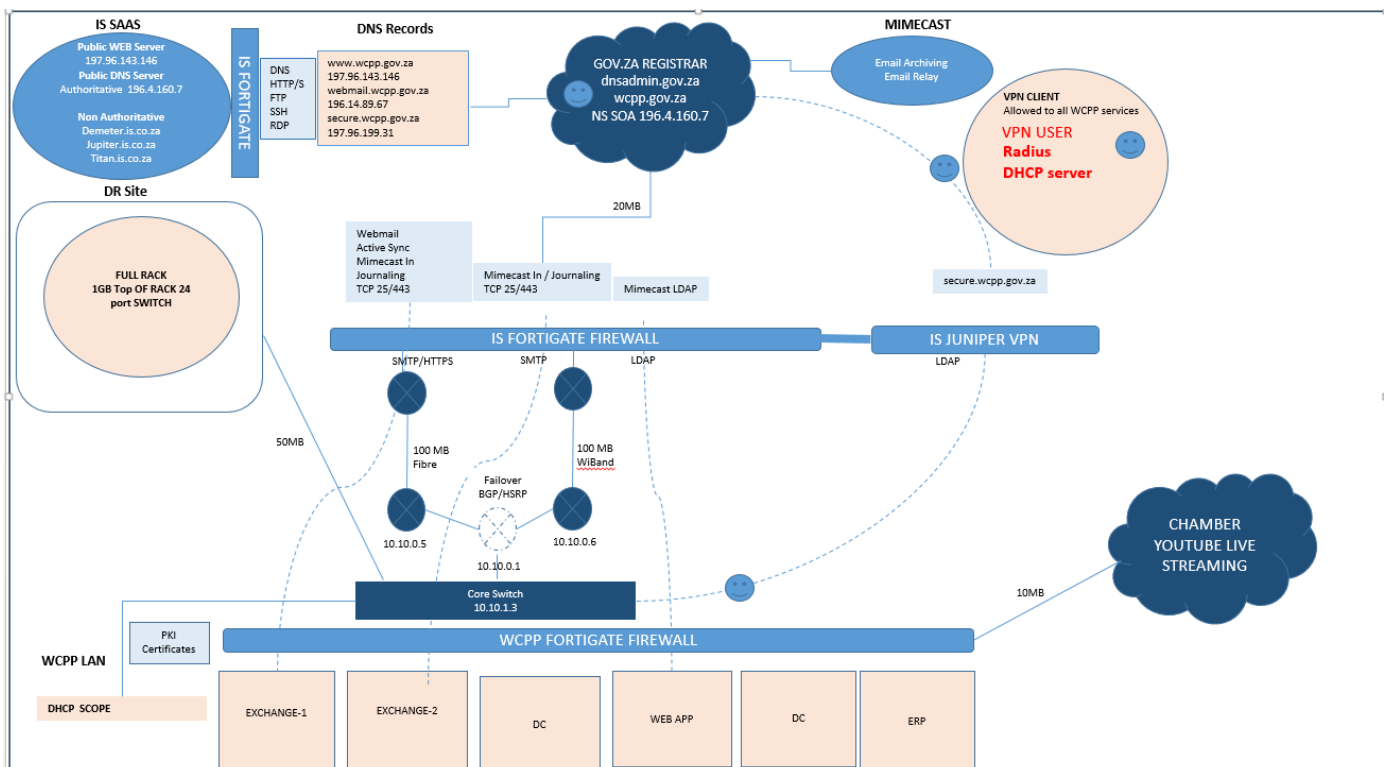 IS SAAS
Public WEB Server
197.96.143.146
Public DNS Server
Authoritative 196.4.160.7
Non Authoritative
Demeter.is.co.za
Jupiter.is.co.za
Titan.is.co.za
IS FORTIGATE
DNS
HTTP/S
FTP
SSH
RDP
DNS Records
www.wcpp.gov.za
197.96.143.146
webmail.wcpp.gov.za
196.14.89.67
secure.wcpp.gov.za
197.96.199.31
GOV.ZA REGISTRAR
dnsadmin.gov.za
wcpp.gov.za
NS SOA 196.4.160.7
MIMECAST
Email Archiving
Email Relay
VPN CLIENT
Allowed to all WCPP services
VPN USER
Radius
DHCP server
DR Site
FULL RACK
1GB Top OF RACK 24
port SWITCH
20MB
Webmail
Active Sync
Mimecast In
Journaling
TCP 25/443
Mimecast In / Journaling
TCP 25/443
Mimecast LDAP
secure.wcpp.gov.za
IS FORTIGATE FIREWALL
IS JUNIPER VPN
SMTP/HTTPS
SMTP
LDAP
LDAP
50MB
100 MB
Fibre
100 MB
WiBand
Failover
BGP/HSRP
10.10.0.5
10.10.0.6
10.10.0.1
Core Switch
10.10.1.3
CHAMBER
YOUTUBE LIVE
STREAMING
10MB
PKI
Certificates
WCPP FORTIGATE FIREWALL
WCPP LAN
DHCP SCOPE
EXCHANGE-1
EXCHANGE-2
DC
WEB APP
DC
ERP